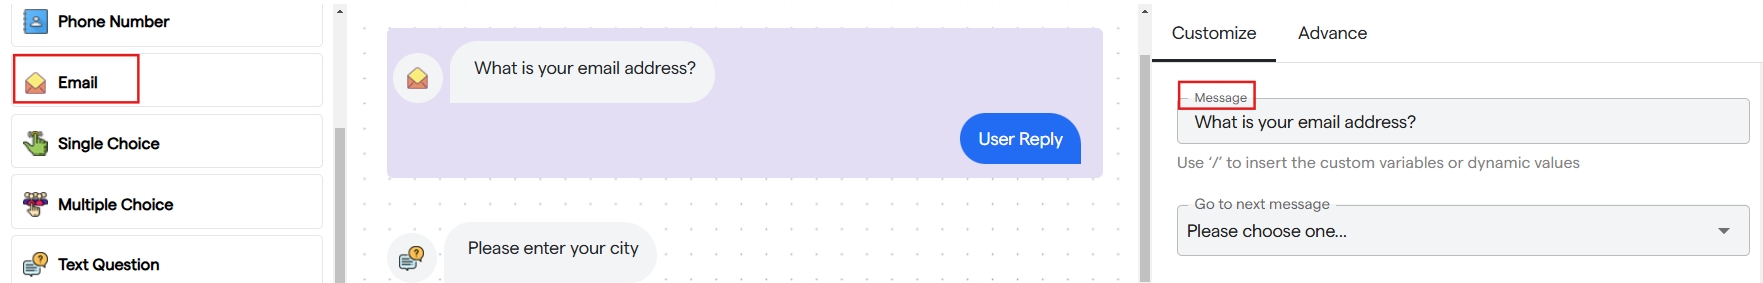 Phone Number
Email
Single Choice
Multiple Choice
Text Question
What is your email address?
User Reply
Please enter your city
Customize
Advance
Message
What is your email address?
Use ‘/’ to insert the custom variables or dynamic values
Go to next message
Please choose one...